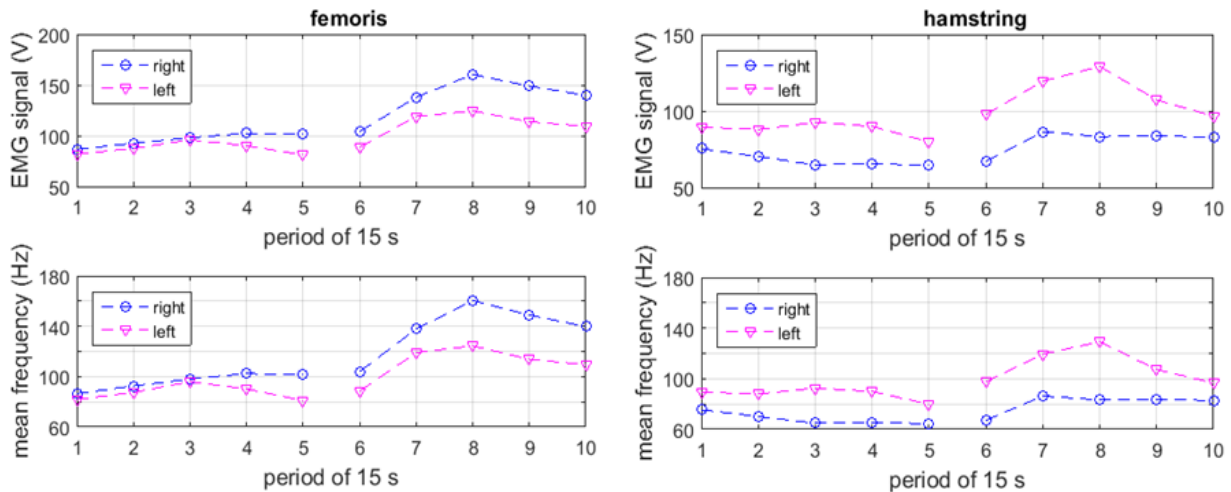 femoris
EMG signal (V)
200
150
100
50
right
left
1 2 3 4 5 6 7 8 9 10
period of 15 s
hamstring
EMG signal (V)
150
100
50
right
left
1 2 3 4 5 6 7 8 9 10
period of 15 s
mean frequency (Hz)
180
140
100
60
right
left
1 2 3 4 5 6 7 8 9 10
period of 15 s
mean frequency (Hz)
180
140
100
60
right
left
1 2 3 4 5 6 7 8 9 10
period of 15 s